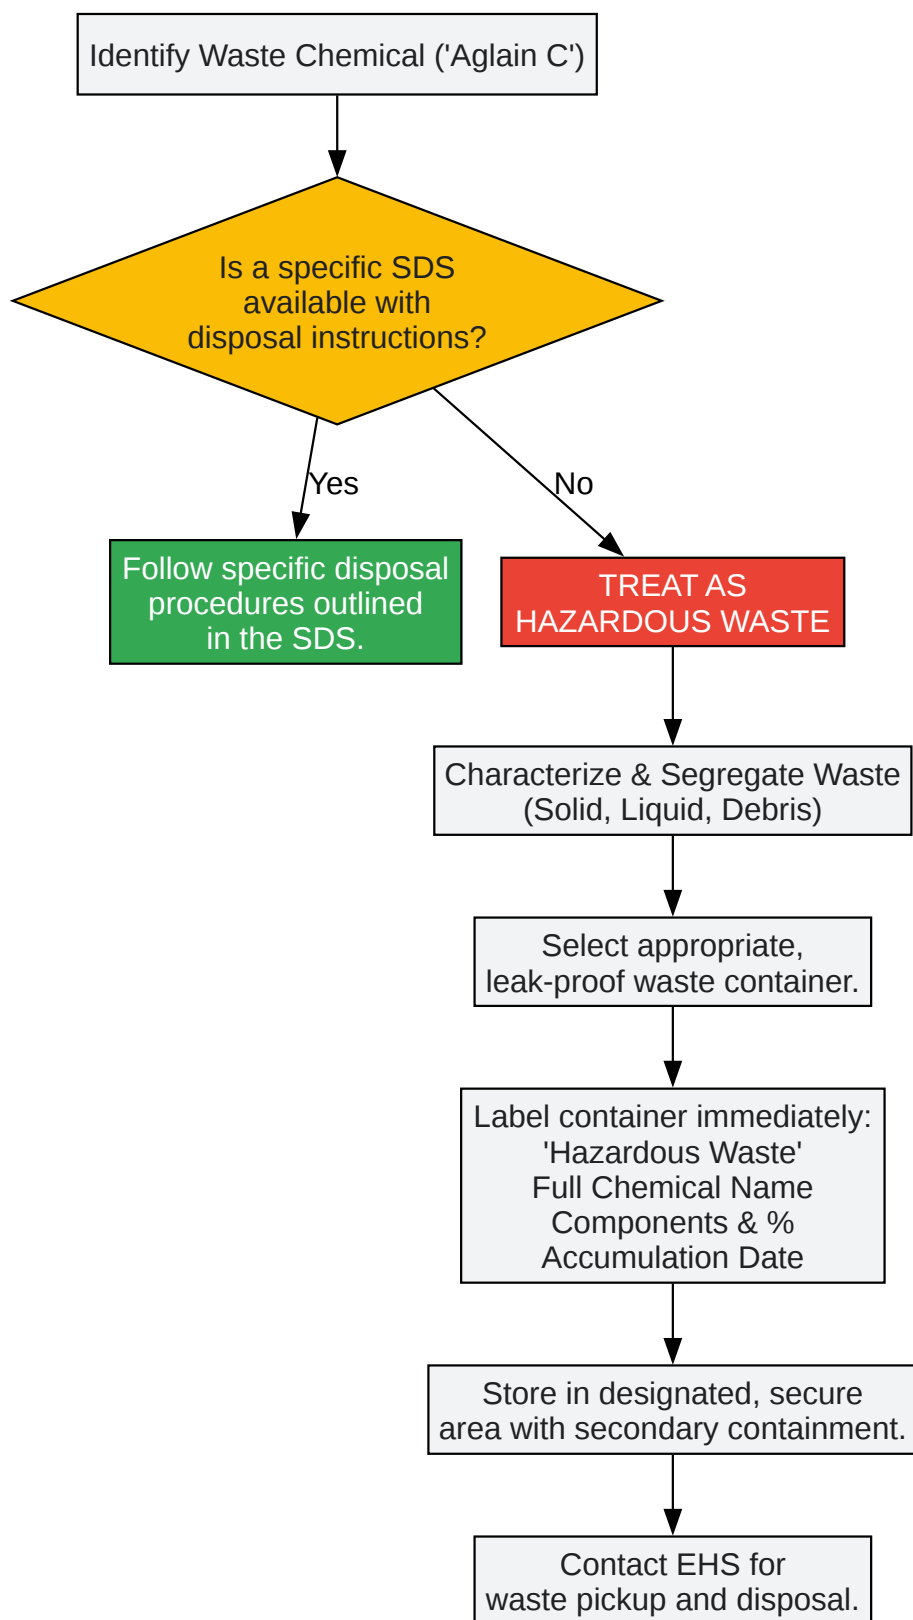 Identify Waste Chemical ('Aglain C')
Is a specific SDS
available with
disposal instructions?
Yes
No
Follow specific disposal
procedures outlined
in the SDS.
TREAT AS
HAZARDOUS WASTE
Characterize & Segregate Waste
(Solid, Liquid, Debris)
Select appropriate,
leak-proof waste container.
Label container immediately:
'Hazardous Waste'
Full Chemical Name
Components & %
Accumulation Date
Store in designated, secure
area with secondary containment.
Contact EHS for
waste pickup and disposal.